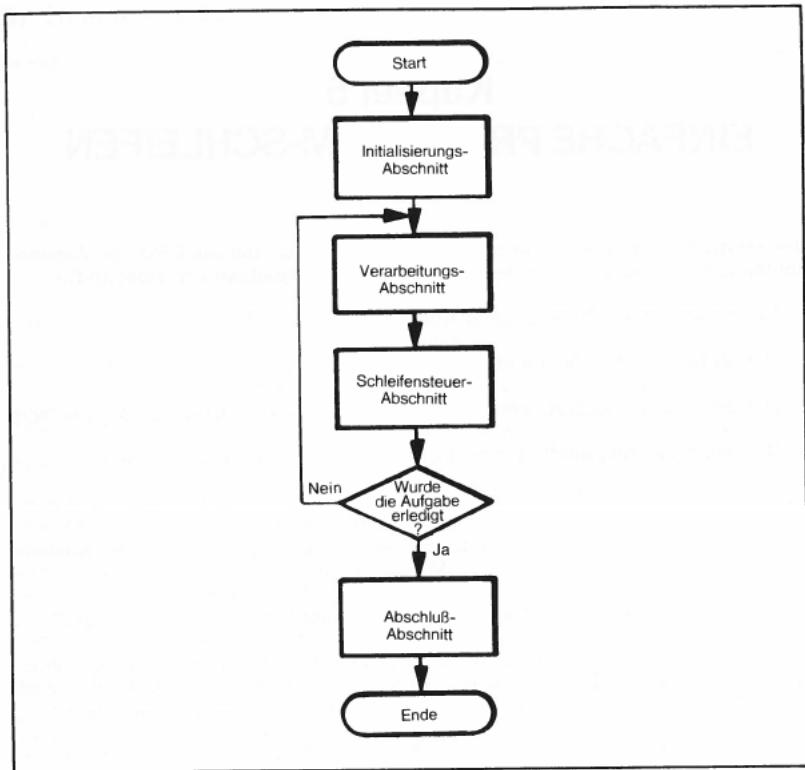 Start
Initialisierungs-
Abschnitt
Verarbeitungs-
Abschnitt
Schleifensteuer-
Abschnitt
Nein
Wurde
die Aufgabe
erledigt
?
Ja
Abschluß-
Abschnitt
Ende